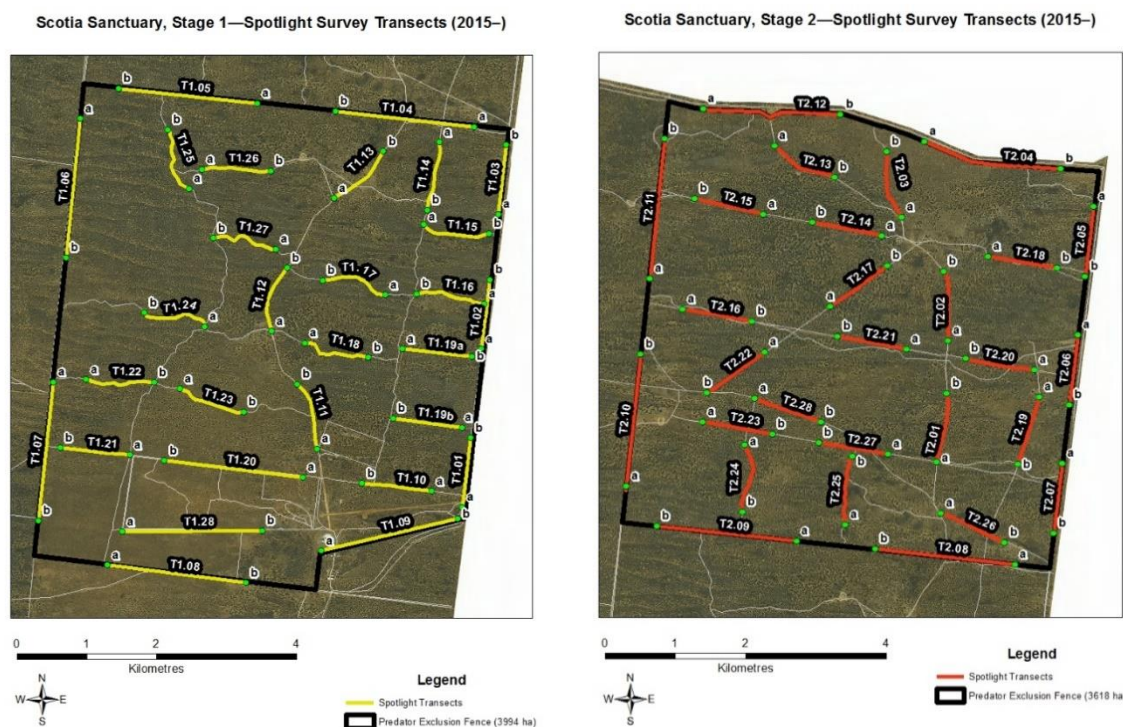 Scotia Sanctuary, Stage 1—Spotlight Survey Transects (2015–)
b
T1.05
a
b
T1.04
a
a
b
b
T1.25
a
b
T1.26
a
T1.13
b
a
a
T1.14
b
T1.03
a
a
T1.15
b
T1.06
b
b
T1.27
a
b
T1.12
a
b
T1.17
a
b
T1.16
a
b
T1.02
a
b
T1.24
a
a
T1.18
b
a
T1.19a
b
a
a
T1.22
b
a
T1.23
b
b
T1.11
a
a
T1.19b
b
b
T1.07
b
b
T1.21
a
b
T1.20
a
b
T1.10
a
T1.01
a
a
T1.28
b
a
T1.09
b
a
T1.08
b
0 1 2 4
Kilometres
N
W E
S
Legend
Spotlight Transects
Predator Exclusion Fence (3994 ha)
Scotia Sanctuary, Stage 2—Spotlight Survey Transects (2015–)
a
T2.12
b
a
T2.04
b
b
a
T2.13
b
b
T2.03
a
T2.11
a
b
T2.15
a
b
T2.14
a
a
T2.05
b
a
T2.18
b
b
T2.17
a
b
T2.02
a
a
T2.16
b
b
T2.21
a
b
T2.20
a
a
T2.06
b
b
T2.10
a
a
T2.22
b
a
T2.28
b
a
T2.23
b
b
T2.27
a
b
T2.01
a
a
T2.19
b
a
T2.24
b
a
T2.25
b
a
T2.26
b
a
T2.07
b
b
T2.09
a
b
T2.08
a
0 1 2 4
Kilometres
N
W E
S
Legend
Spotlight Transects
Predator Exclusion Fence (3618 ha